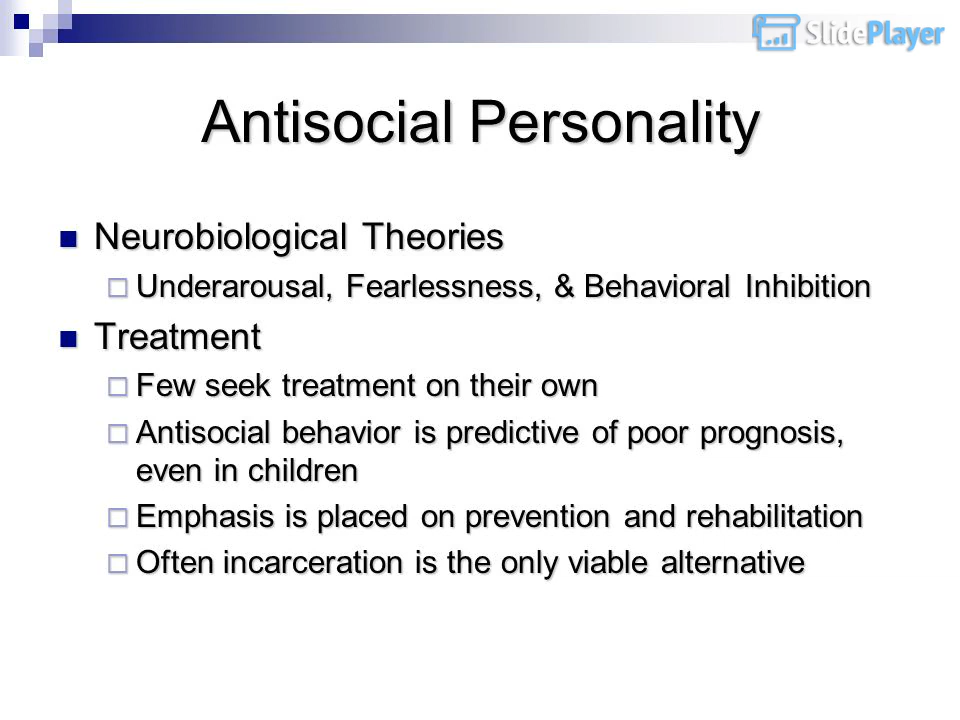 SlidePlayer
Antisocial Personality
Neurobiological Theories
Underarousal, Fearlessness, & Behavioral Inhibition
Treatment
Few seek treatment on their own
Antisocial behavior is predictive of poor prognosis,
even in children
Emphasis is placed on prevention and rehabilitation
Often incarceration is the only viable alternative